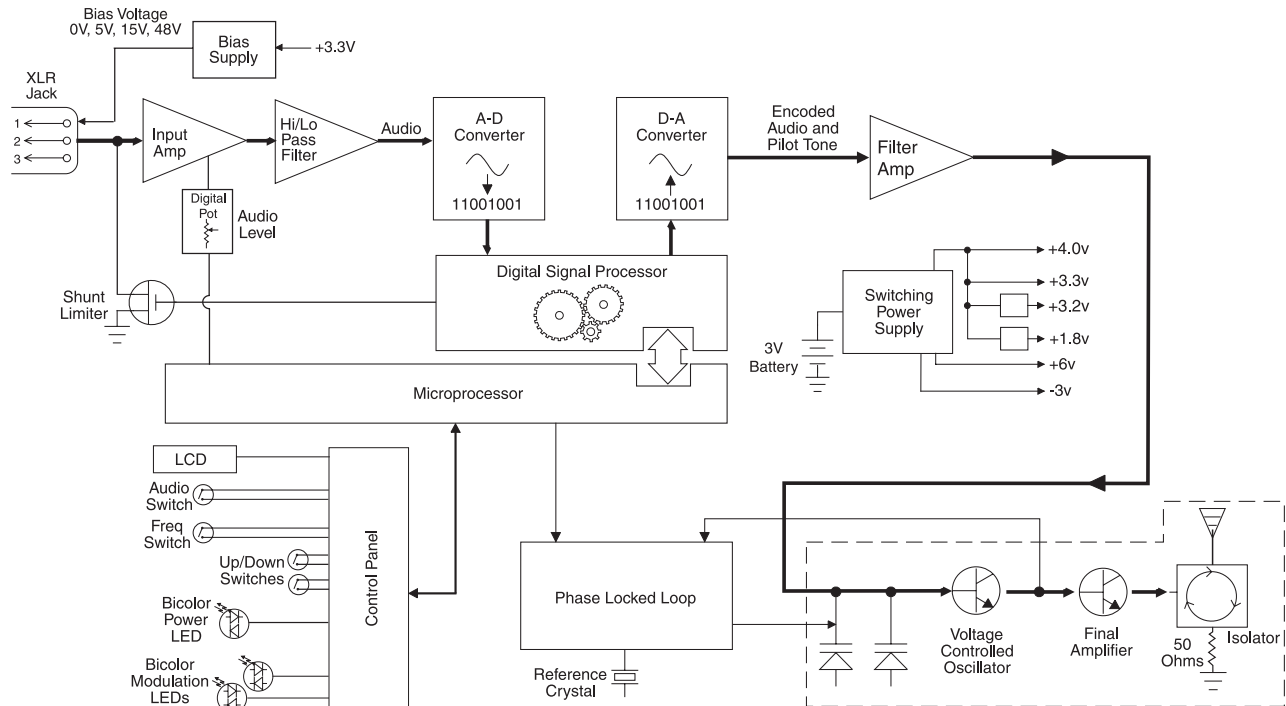 Bias Voltage
0V, 5V, 15V, 48V
Bias
Supply
+3.3V
XLR
Jack
1
2
3
Input
Amp
Hi/Lo
Pass
Filter
Audio
A-D
Converter
11001001
D-A
Converter
11001001
Encoded
Audio and
Pilot Tone
Filter
Amp
Digital
Pot
Audio
Level
Shunt
Limiter
Digital Signal Processor
Switching
Power
Supply
3V
Battery
+4.0v
+3.3v
+3.2v
+1.8v
+6v
-3v
Microprocessor
LCD
Audio
Switch
Freq
Switch
Up/Down
Switches
Bicolor
Power
LED
Bicolor
Modulation
LEDs
Control Panel
Phase Locked Loop
Reference
Crystal
Voltage
Controlled
Oscillator
Final
Amplifier
50
Ohms
Isolator